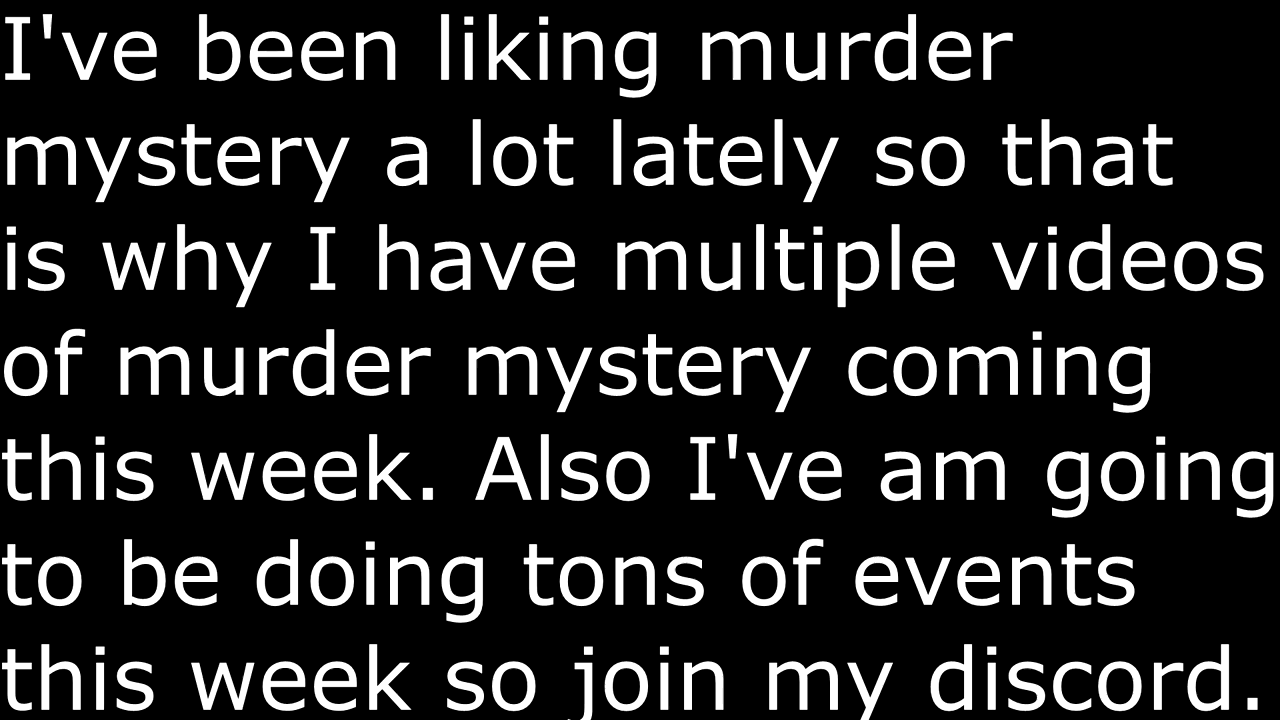 I've been liking murder
mystery a lot lately so that
is why I have multiple videos
of murder mystery coming
this week. Also I've am going
to be doing tons of events
this week so join my discord.